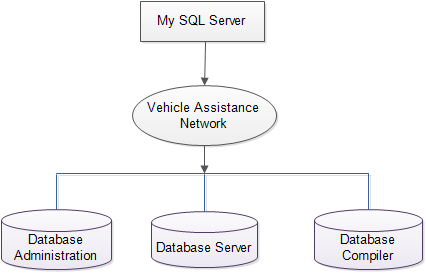 My SQL Server
Vehicle Assistance
Network
Database
Administration
Database Server
Database
Compiler